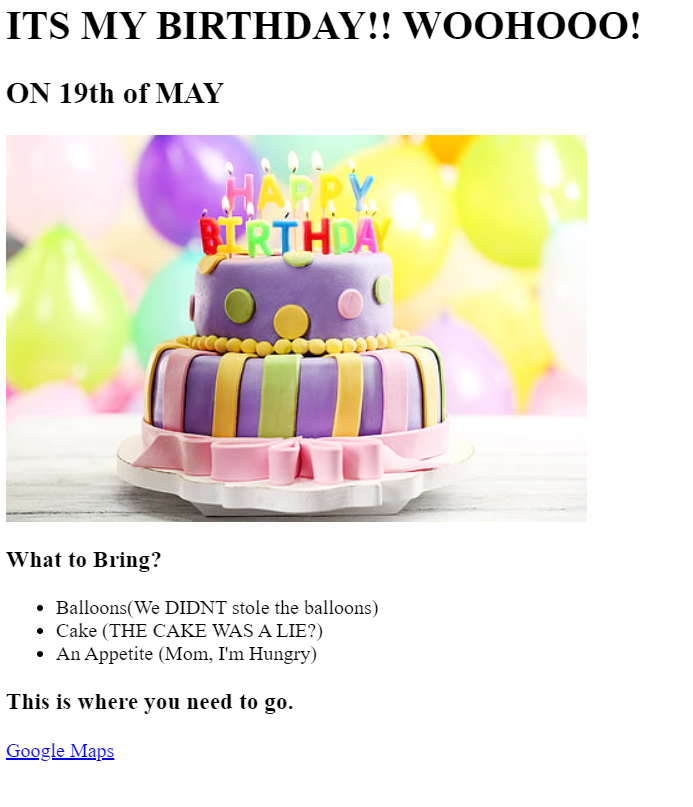 ITS MY BIRTHDAY!! WOOHOOO!
ON 19th of MAY
HAPPY
BIRTHDAY
What to Bring?
Balloons(We DIDNT stole the balloons)
Cake (THE CAKE WAS A LIE?)
An Appetite (Mom, I'm Hungry)
This is where you need to go.
Google Maps